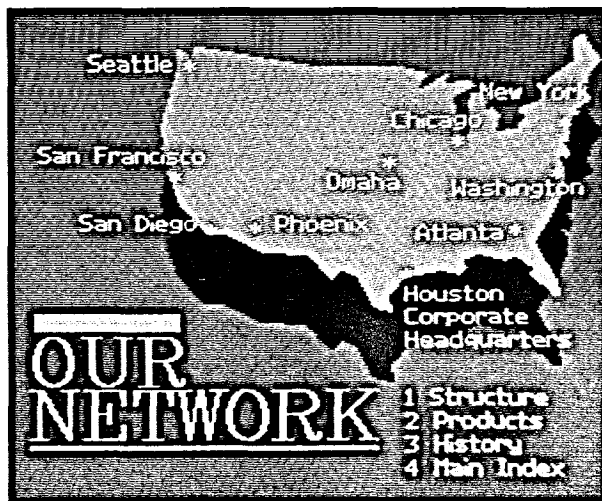 Seattle
New York
Chicago
San Francisco
Omaha
Washington
San Diego
Phoenix
Atlanta
Houston
Corporate
Headquarters
OUR
NETWORK
1 Structure
2 Products
3 History
4 Main Index